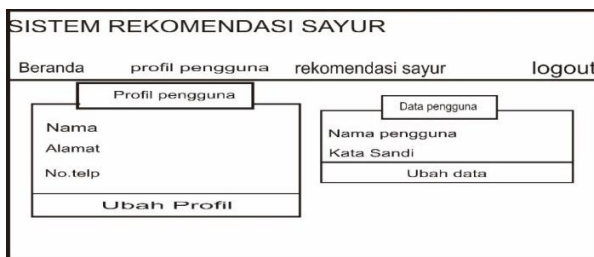 SISTEM REKOMENDASI SAYUR
Beranda profil pengguna rekomendasi sayur logout
Profil pengguna
Nama
Alamat
No.telp
Ubah Profil
Data pengguna
Nama pengguna
Kata Sandi
Ubah data